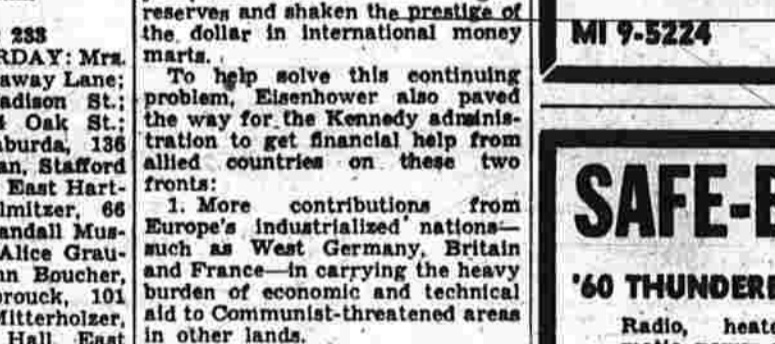 233
RDAY: Mrs.
away Lane;
adison St.;
Oak St.;
aburda, 136
an, Stafford
East Hart-
lmitzer, 66
andall Mus-
Alice Grau-
nn Boucher,
brouck, 101
Mitterholzer,
Hall, East
reserves and shaken the prestige of
the dollar in international money
marts.
To help solve this continuing
problem, Eisenhower also paved
the way for the Kennedy adminis-
tration to get financial help from
allied countries on these two
fronts:
1. More contributions from
Europe's industrialized nations—
such as West Germany, Britain
and France—in carrying the heavy
burden of economic and technical
aid to Communist-threatened areas
in other lands.
MI 9-5224
SAFE-
'60 THUNDER
Radio, heat